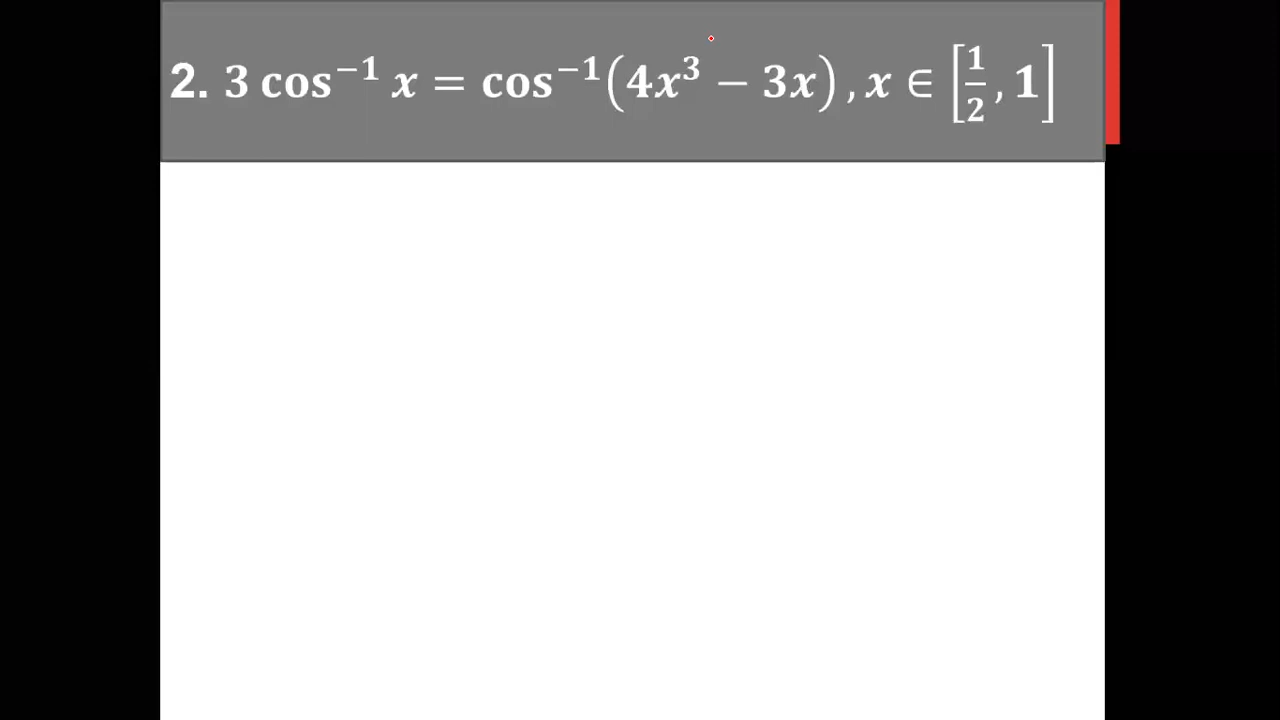 2. 3 cos⁻¹ x = cos⁻¹(4x³ − 3x) , x ∈ [1/2, 1]